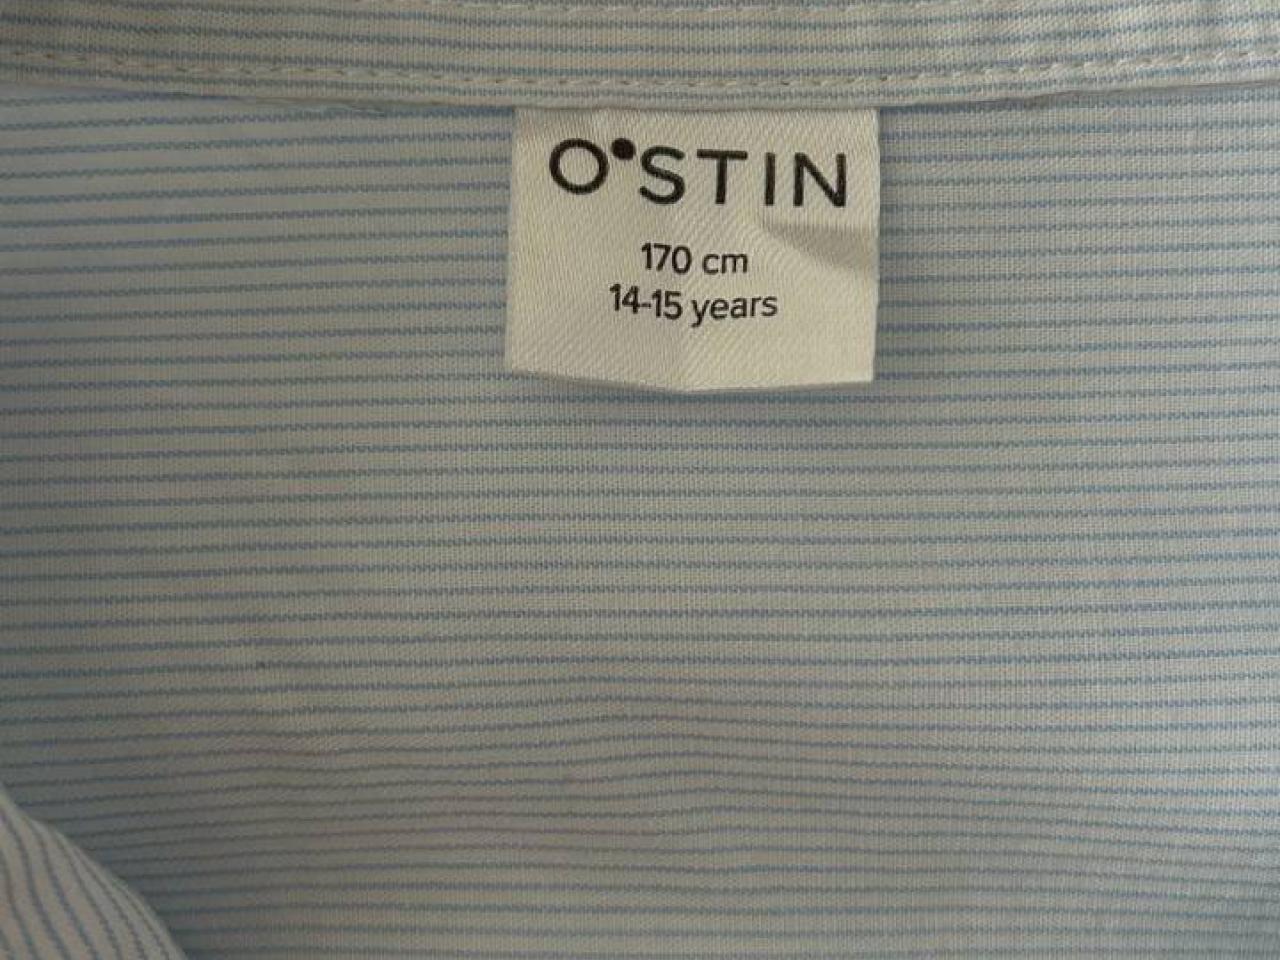 O•STIN
170 cm
14-15 years